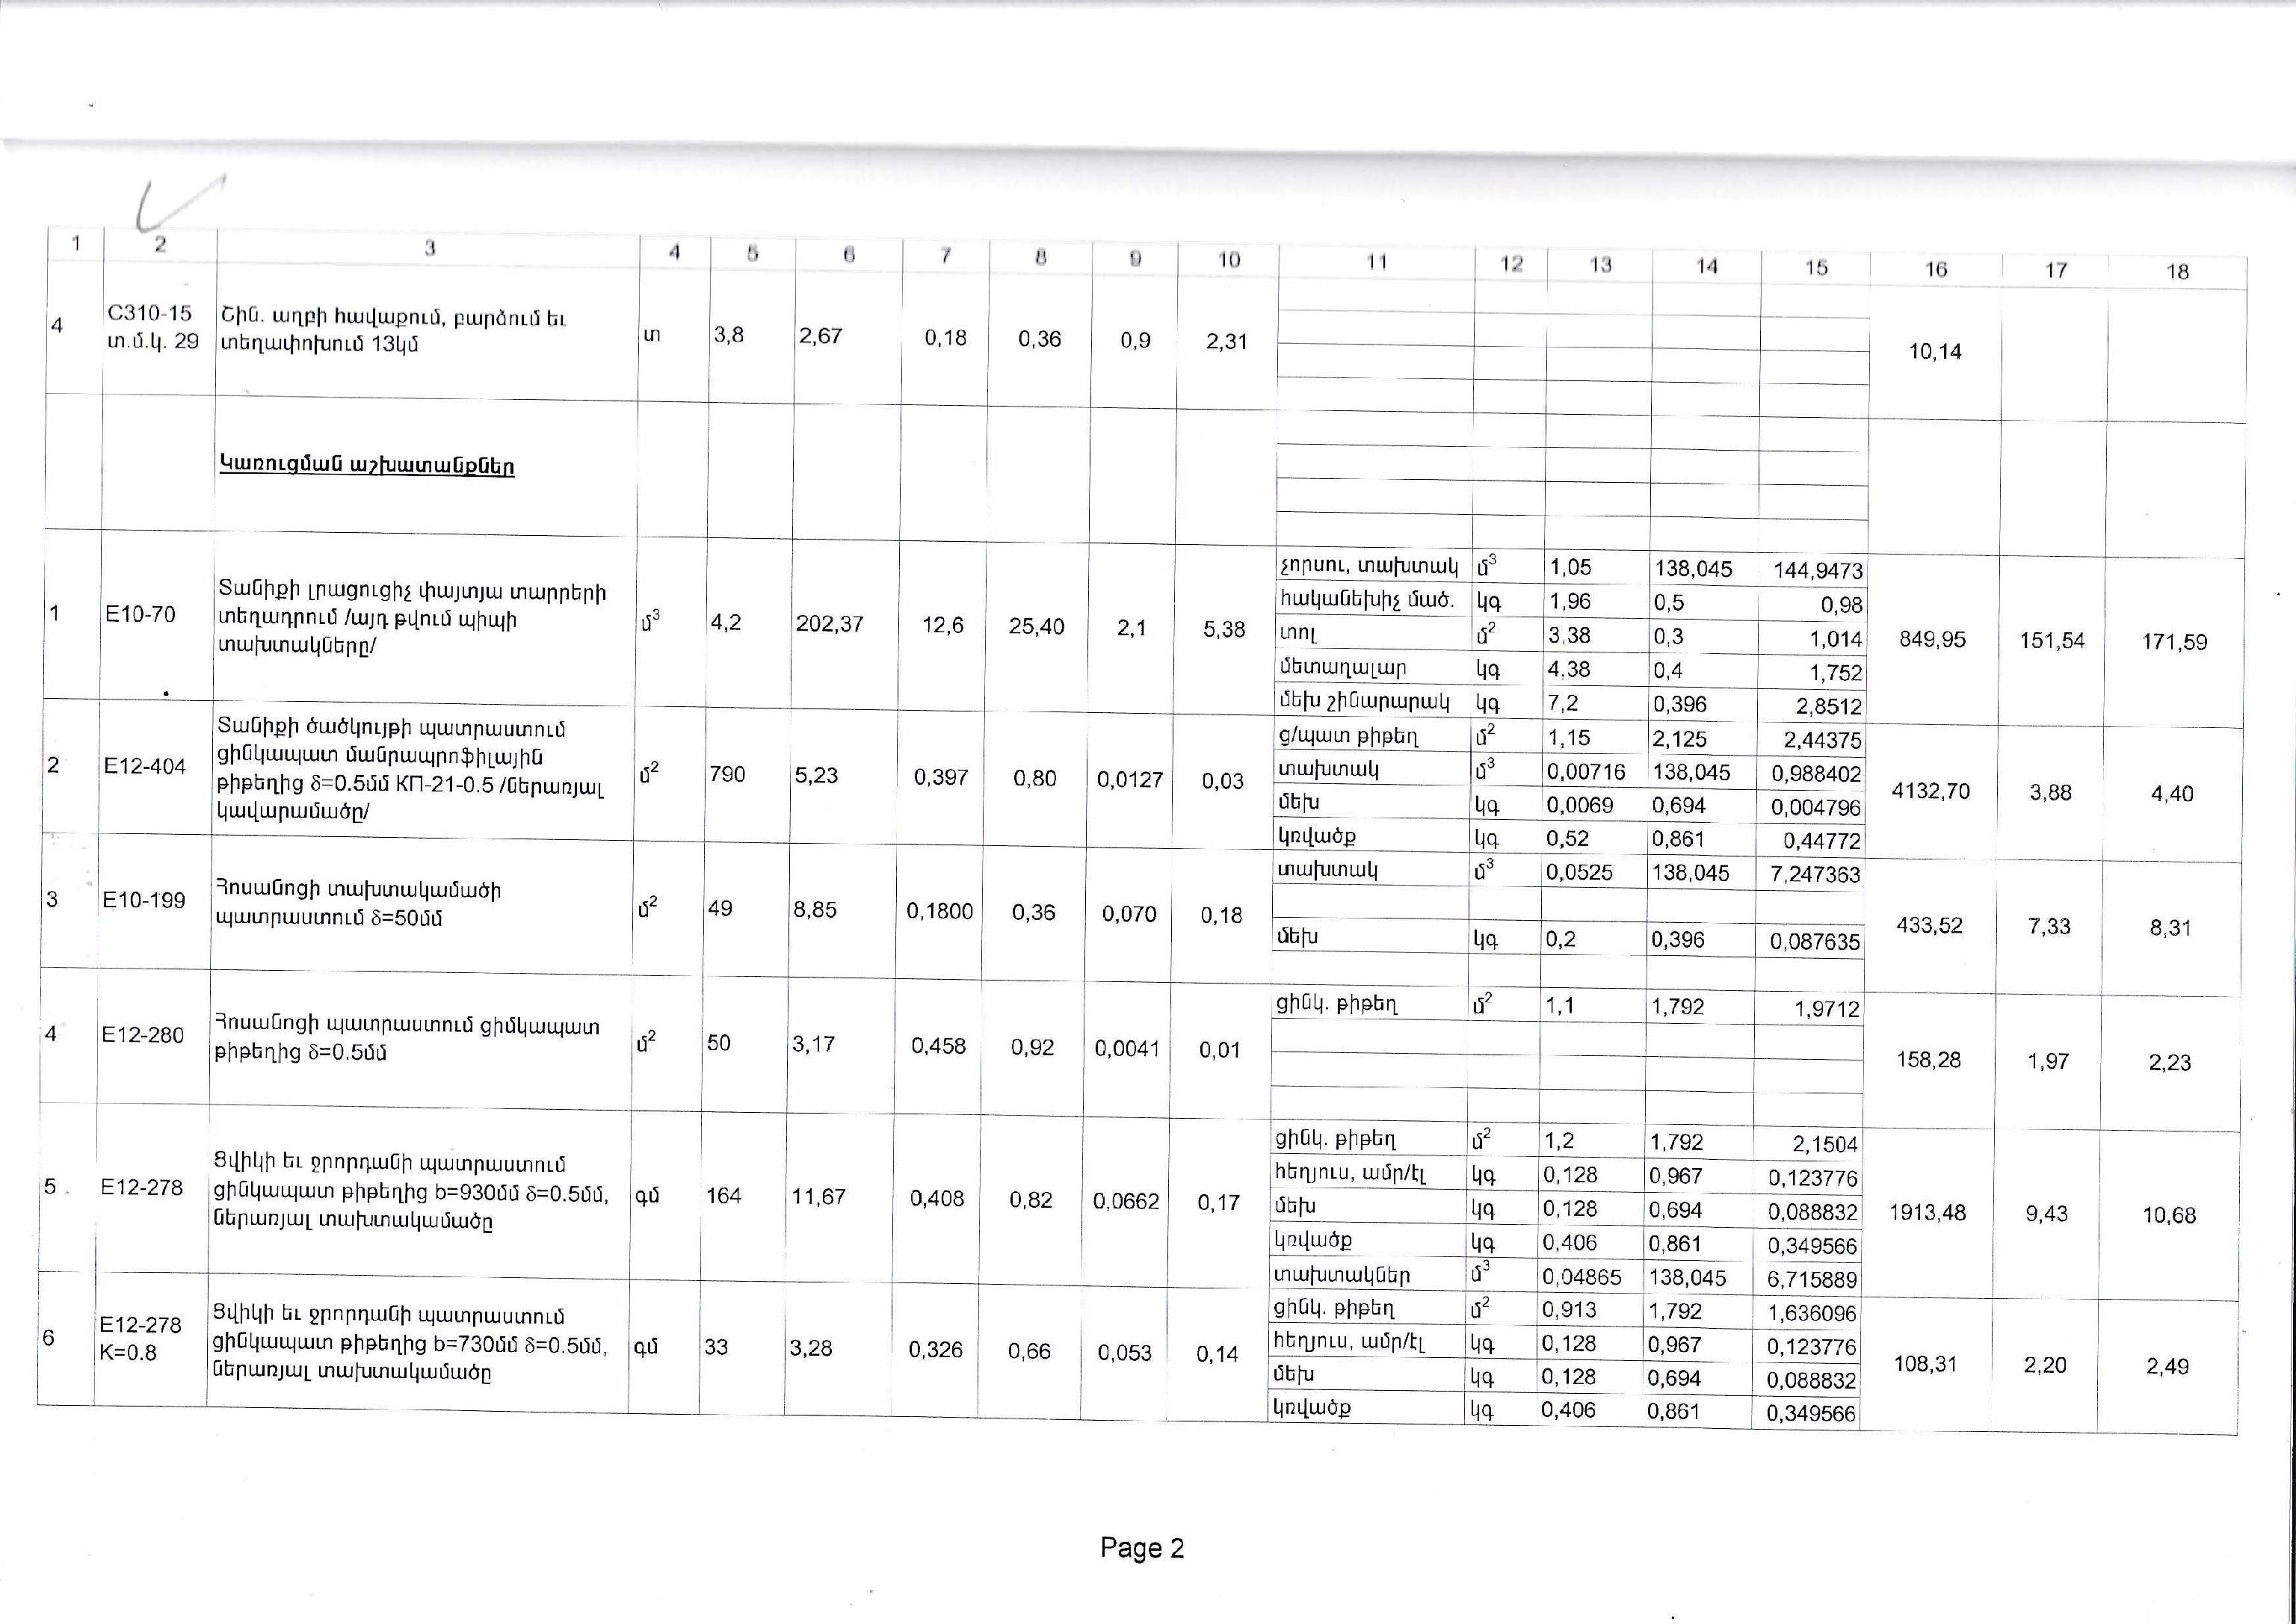 1 2 3 4 5 6 7 8 9 10 11 12 13 14 15 16 17 18
4 C310-15 տ.մ.կ. 29 Շին. աղբի հավաքում, բարձում եւ տեղափոխում 13կմ տ 3,8 2,67 0,18 0,36 0,9 2,31 10,14
Կառուցման աշխատանքներ
1 E10-70 Տանիքի լրացուցիչ փայտյա տարրերի տեղադրում /այդ թվում պիպի տախտակները/ մ³ 4,2 202,37 12,6 25,40 2,1 5,38 849,95 151,54 171,59
չորսու, տախտակ մ³ 1,05 138,045 144,9473
հականեխիչ մած. կգ 1,96 0,5 0,98
տոլ մ² 3,38 0,3 1,014
մետաղալար կգ 4,38 0,4 1,752
մեխ շինարարակ կգ 7,2 0,396 2,8512
2 E12-404 Տանիքի ծածկույթի պատրաստում ցինկապատ մանրապրոֆիլային թիթեղից δ=0.5մմ КП-21-0.5 /ներառյալ կավարամածը/ մ² 790 5,23 0,397 0,80 0,0127 0,03 4132,70 3,88 4,40
ց/պատ թիթեղ մ² 1,15 2,125 2,44375
տախտակ մ³ 0,00716 138,045 0,988402
մեխ կգ 0,0069 0,694 0,004796
կռվածք կգ 0,52 0,861 0,44772
3 E10-199 Հոսանոցի տախտակամածի պատրաստում δ=50մմ մ² 49 8,85 0,1800 0,36 0,070 0,18 433,52 7,33 8,31
տախտակ մ³ 0,0525 138,045 7,247363
մեխ կգ 0,2 0,396 0,087635
4 E12-280 Հոսանոցի պատրաստում ցիմկապատ թիթեղից δ=0.5մմ մ² 50 3,17 0,458 0,92 0,0041 0,01 158,28 1,97 2,23
ցինկ. թիթեղ մ² 1,1 1,792 1,9712
5 E12-278 Ցվիկի եւ ջրորդանի պատրաստում ցինկապատ թիթեղից b=930մմ δ=0.5մմ, ներառյալ տախտակամածը գմ 164 11,67 0,408 0,82 0,0662 0,17 1913,48 9,43 10,68
ցինկ. թիթեղ մ² 1,2 1,792 2,1504
հեղյուս, ամր/էլ կգ 0,128 0,967 0,123776
մեխ կգ 0,128 0,694 0,088832
կռվածք կգ 0,406 0,861 0,349566
տախտակներ մ³ 0,04865 138,045 6,715889
6 E12-278 K=0.8 Ցվիկի եւ ջրորդանի պատրաստում ցինկապատ թիթեղից b=730մմ δ=0.5մմ, ներառյալ տախտակամածը գմ 33 3,28 0,326 0,66 0,053 0,14 108,31 2,20 2,49
ցինկ. թիթեղ մ² 0,913 1,792 1,636096
հեղյուս, ամր/էլ կգ 0,128 0,967 0,123776
մեխ կգ 0,128 0,694 0,088832
կռվածք կգ 0,406 0,861 0,349566
Page 2